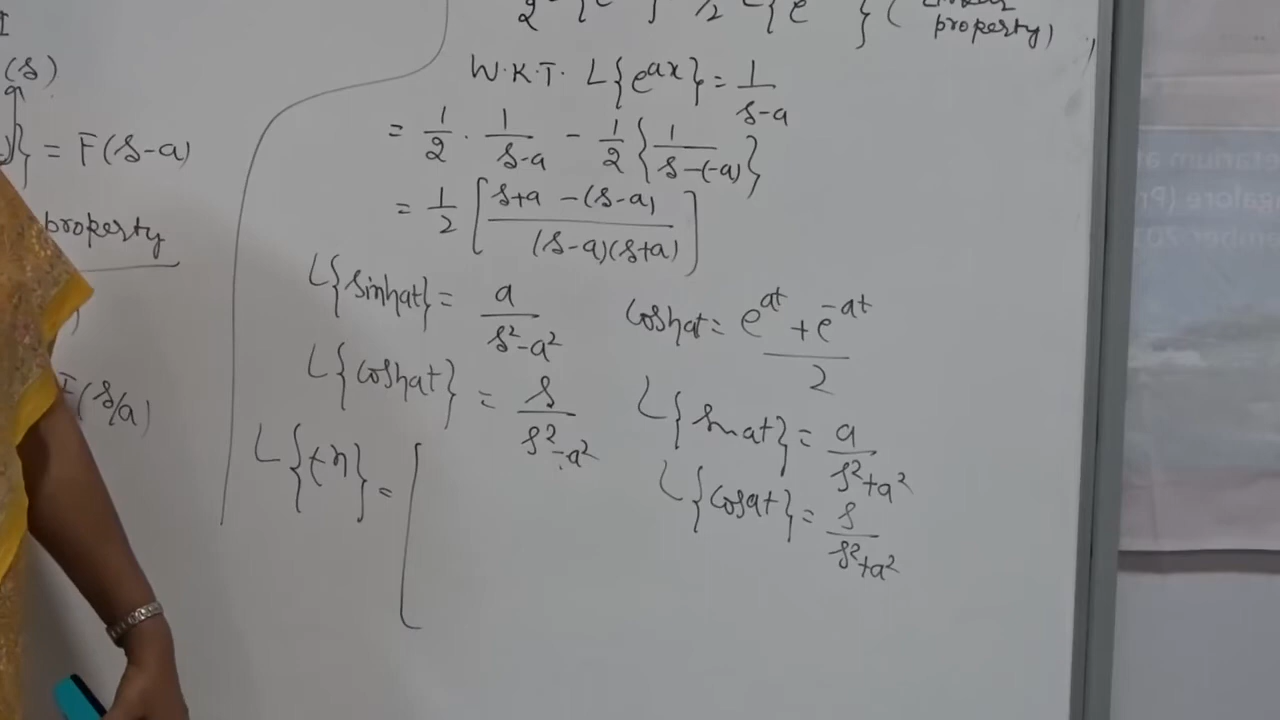 (s)
} = F(s-a)
property
F(s/a)
property)
W.K.T. L{e^{ax}} = 1/(s-a)
= 1/2 . 1/(s-a) - 1/2 {1/(s-(-a))}
= 1/2 [(s+a -(s-a))/((s-a)(s+a))]
L{sinhat} = a/(s²-a²)
coshat = (e^{at} + e^{-at})/2
L{coshat} = s/(s²-a²)
L{sinat} = a/(s²+a²)
L{t^n} = [
L{cosat} = s/(s²+a²)